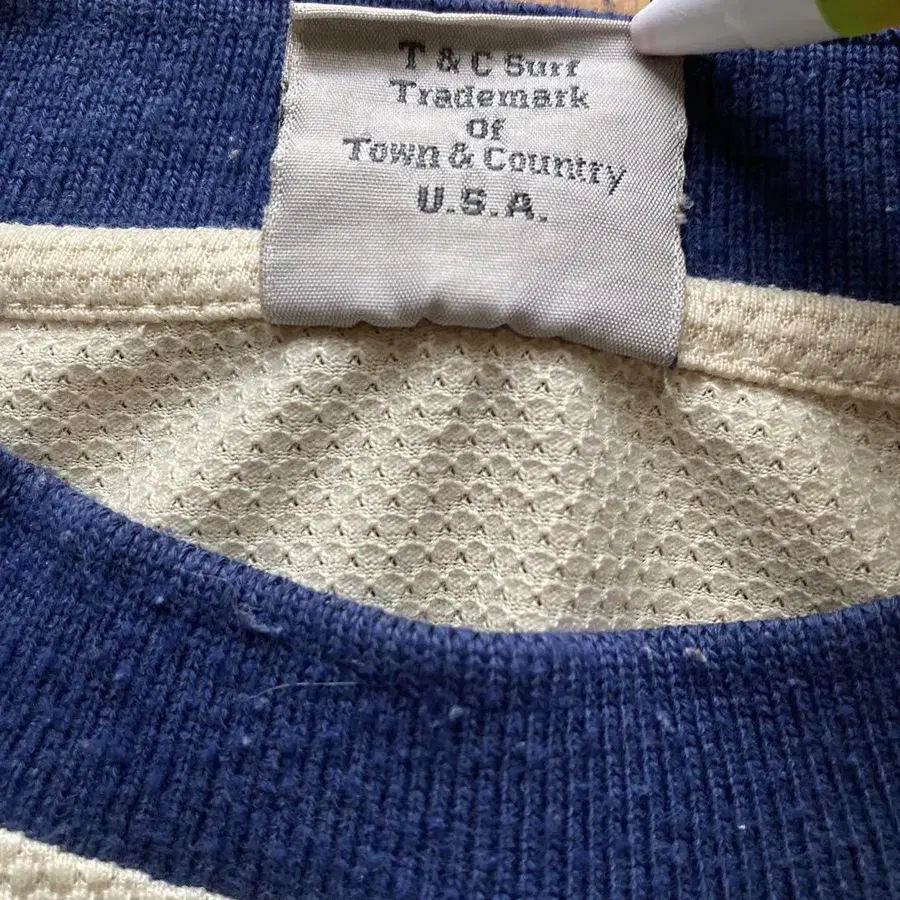 T & C Surf
Trademark
Of
Town & Country
U.S.A.